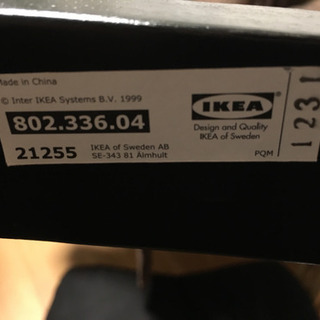 Made in China
© Inter IKEA Systems B.V. 1999
802.336.04
21255
IKEA of Sweden AB
SE-343 81 Älmhult
IKEA
Design and Quality
IKEA of Sweden
PQM
1231